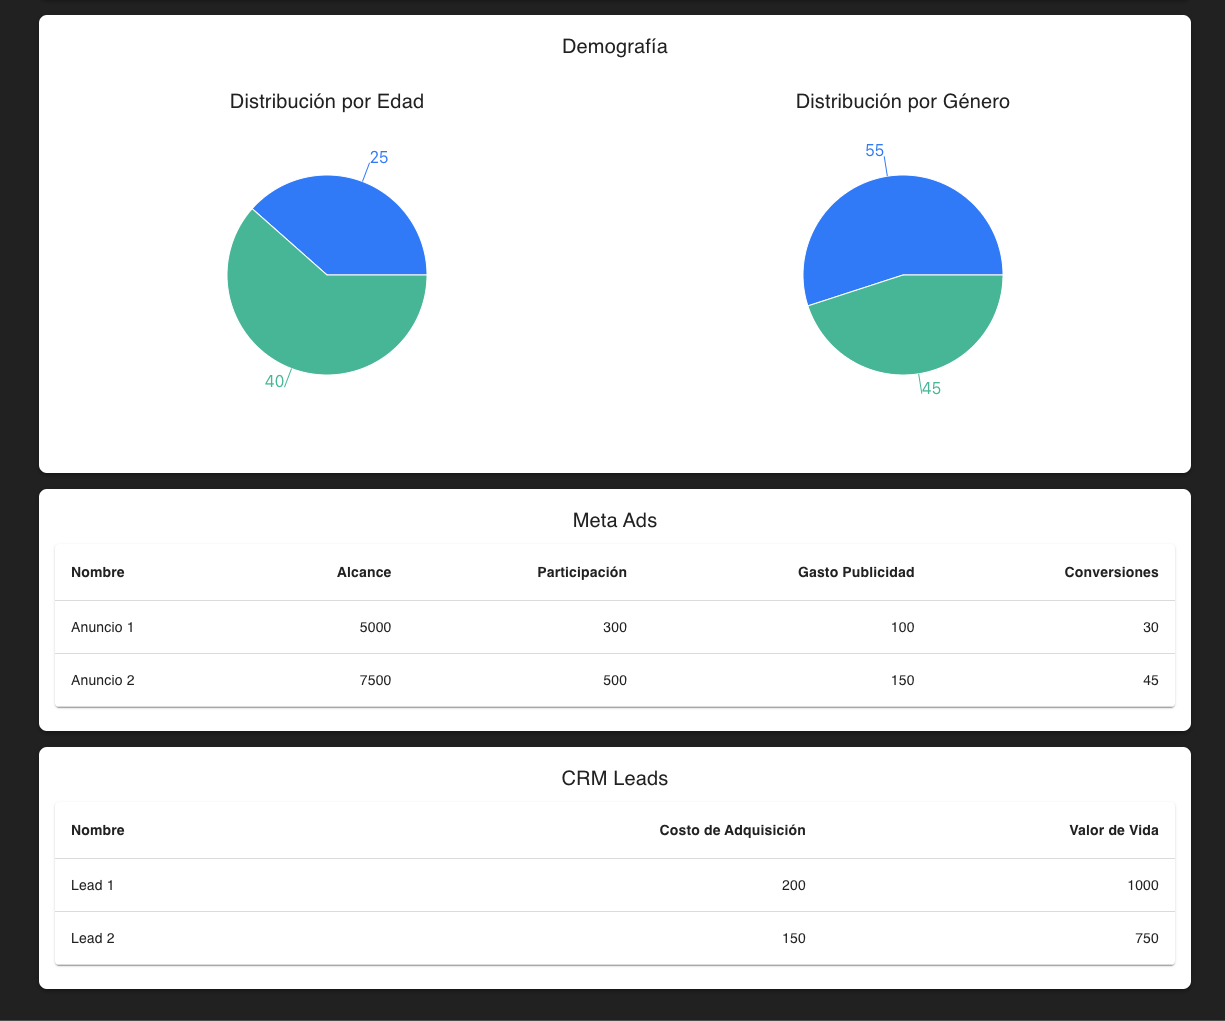 Demografía
Distribución por Edad
Distribución por Género
25
40
55
45
Meta Ads
Nombre Alcance Participación Gasto Publicidad Conversiones
Anuncio 1 5000 300 100 30
Anuncio 2 7500 500 150 45
CRM Leads
Nombre Costo de Adquisición Valor de Vida
Lead 1 200 1000
Lead 2 150 750